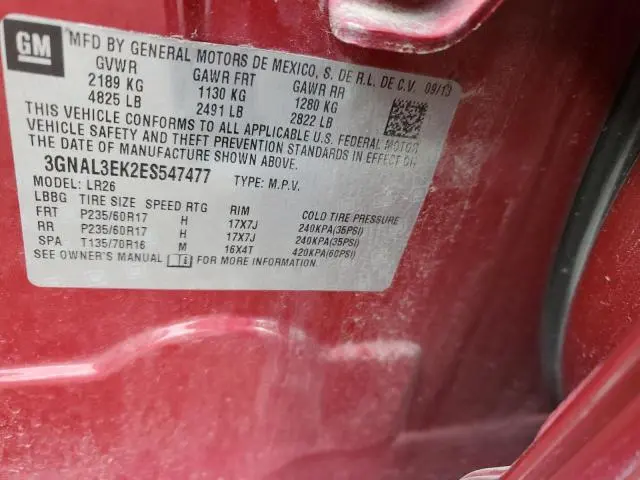 GM
MFD BY GENERAL MOTORS DE MEXICO, S. DE R.L. DE C.V. 09/13
GVWR GAWR FRT GAWR RR
2189 KG 1130 KG 1280 KG
4825 LB 2491 LB 2822 LB
THIS VEHICLE CONFORMS TO ALL APPLICABLE U.S. FEDERAL MOTOR
VEHICLE SAFETY AND THEFT PREVENTION STANDARDS IN EFFECT ON
THE DATE OF MANUFACTURE SHOWN ABOVE.
3GNAL3EK2ES547477 TYPE: M.P.V.
MODEL: LR26
LBBG TIRE SIZE SPEED RTG RIM COLD TIRE PRESSURE
FRT P235/60R17 H 17X7J 240KPA(35PSI)
RR P235/60R17 H 17X7J 240KPA(35PSI)
SPA T135/70R16 M 16X4T 420KPA(60PSI)
SEE OWNER'S MANUAL i FOR MORE INFORMATION.